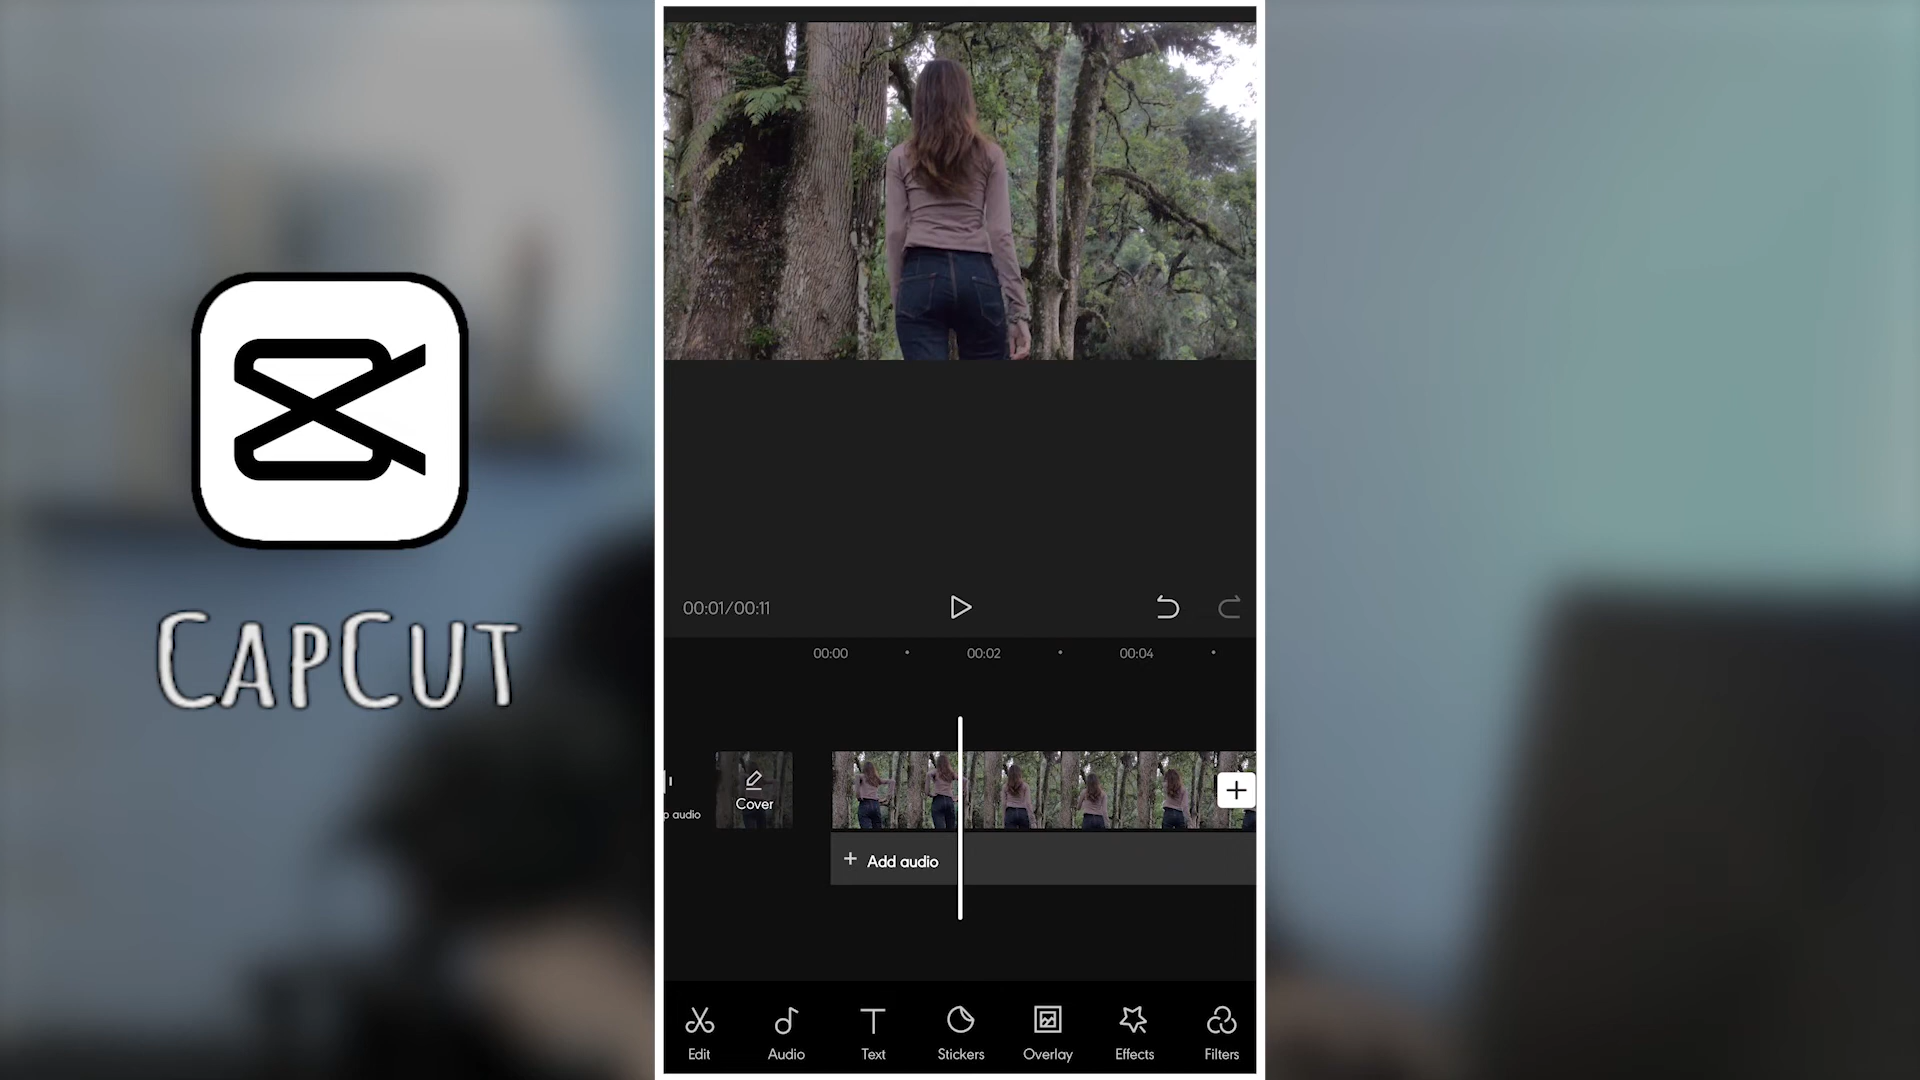 CAPCUT
00:01/00:11
00:00
00:02
00:04
Cover
p audio
+ Add audio
Edit
Audio
Text
Stickers
Overlay
Effects
Filters